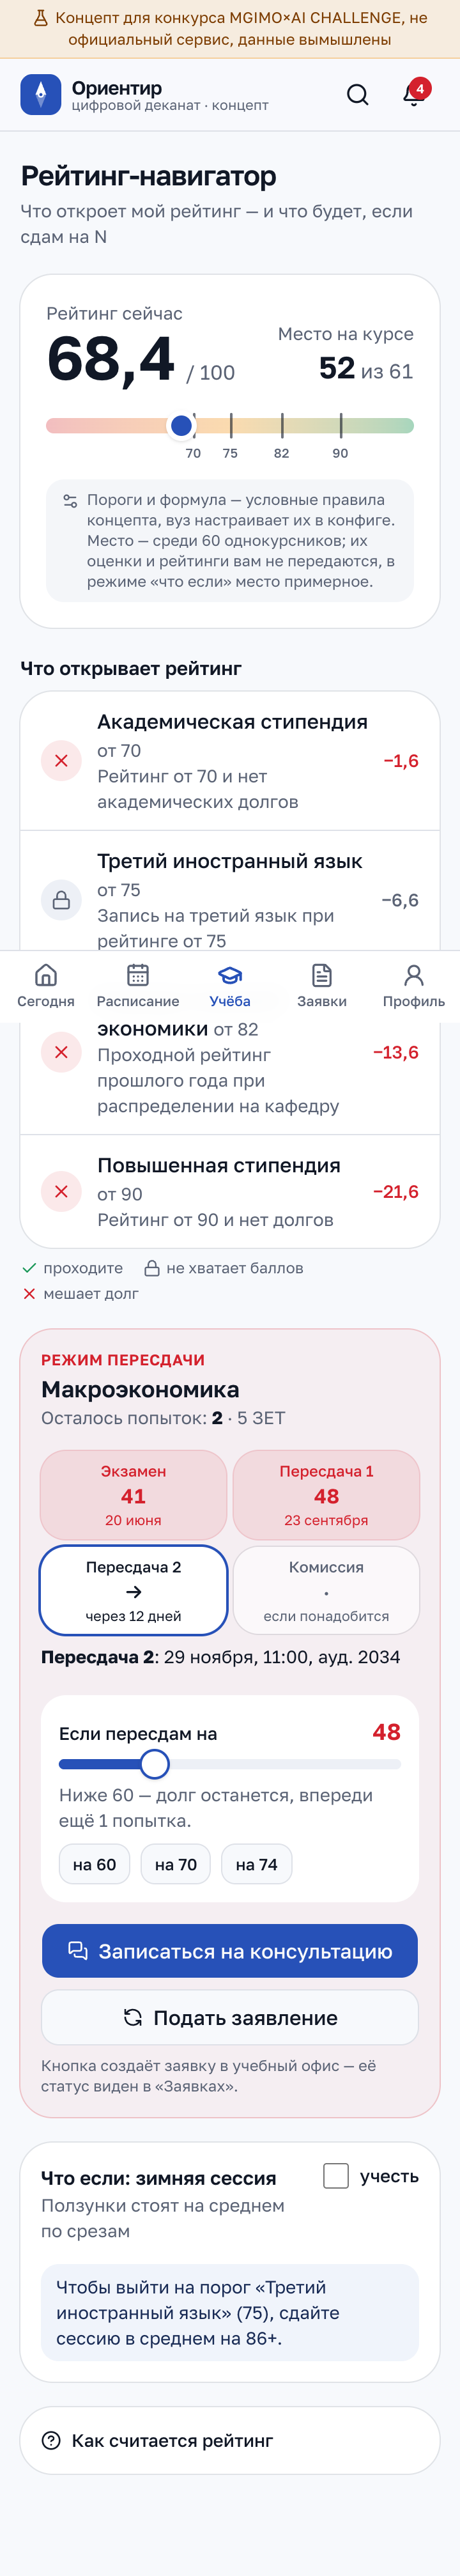 Концепт для конкурса MGIMO×AI CHALLENGE, не
официальный сервис, данные вымышлены
Ориентир
цифровой деканат · концепт
4
Рейтинг-навигатор
Что откроет мой рейтинг — и что будет, если
сдам на N
Рейтинг сейчас
68,4 / 100
Место на курсе
52 из 61
70 75 82 90
Пороги и формула — условные правила
концепта, вуз настраивает их в конфиге.
Место — среди 60 однокурсников; их
оценки и рейтинги вам не передаются, в
режиме «что если» место примерное.
Что открывает рейтинг
Академическая стипендия
от 70
Рейтинг от 70 и нет
академических долгов
−1,6
Третий иностранный язык
от 75
Запись на третий язык при
рейтинге от 75
−6,6
Сегодня
Расписание
Учёба
Заявки
Профиль
экономики от 82
Проходной рейтинг
прошлого года при
распределении на кафедру
−13,6
Повышенная стипендия
от 90
Рейтинг от 90 и нет долгов
−21,6
проходите
не хватает баллов
мешает долг
РЕЖИМ ПЕРЕСДАЧИ
Макроэкономика
Осталось попыток: 2 · 5 ЗЕТ
Экзамен
41
20 июня
Пересдача 1
48
23 сентября
Пересдача 2
→
через 12 дней
Комиссия
·
если понадобится
Пересдача 2: 29 ноября, 11:00, ауд. 2034
Если пересдам на
48
Ниже 60 — долг останется, впереди
ещё 1 попытка.
на 60
на 70
на 74
Записаться на консультацию
Подать заявление
Кнопка создаёт заявку в учебный офис — её
статус виден в «Заявках».
Что если: зимняя сессия
учесть
Ползунки стоят на среднем
по срезам
Чтобы выйти на порог «Третий
иностранный язык» (75), сдайте
сессию в среднем на 86+.
Как считается рейтинг